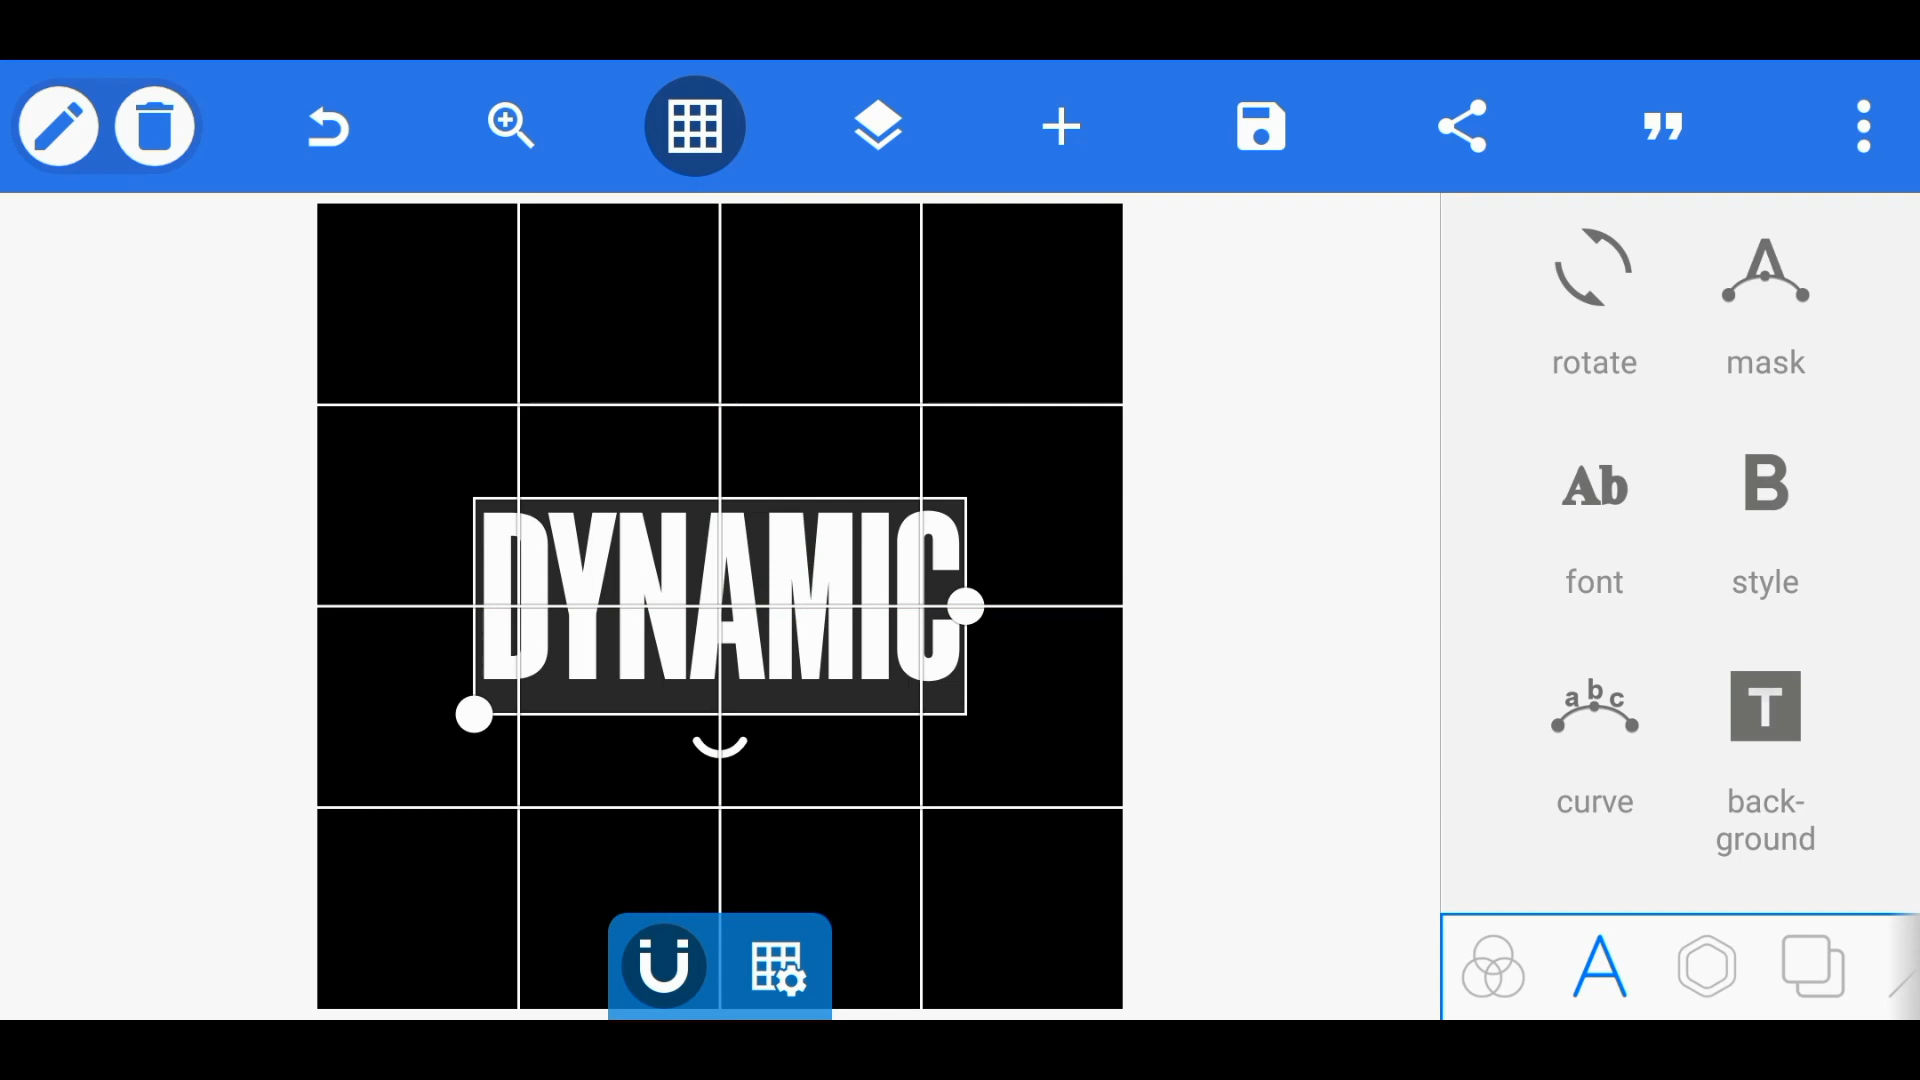 DYNAMIC
rotate
mask
Ab
B
font
style
abc
T
curve
back-
ground